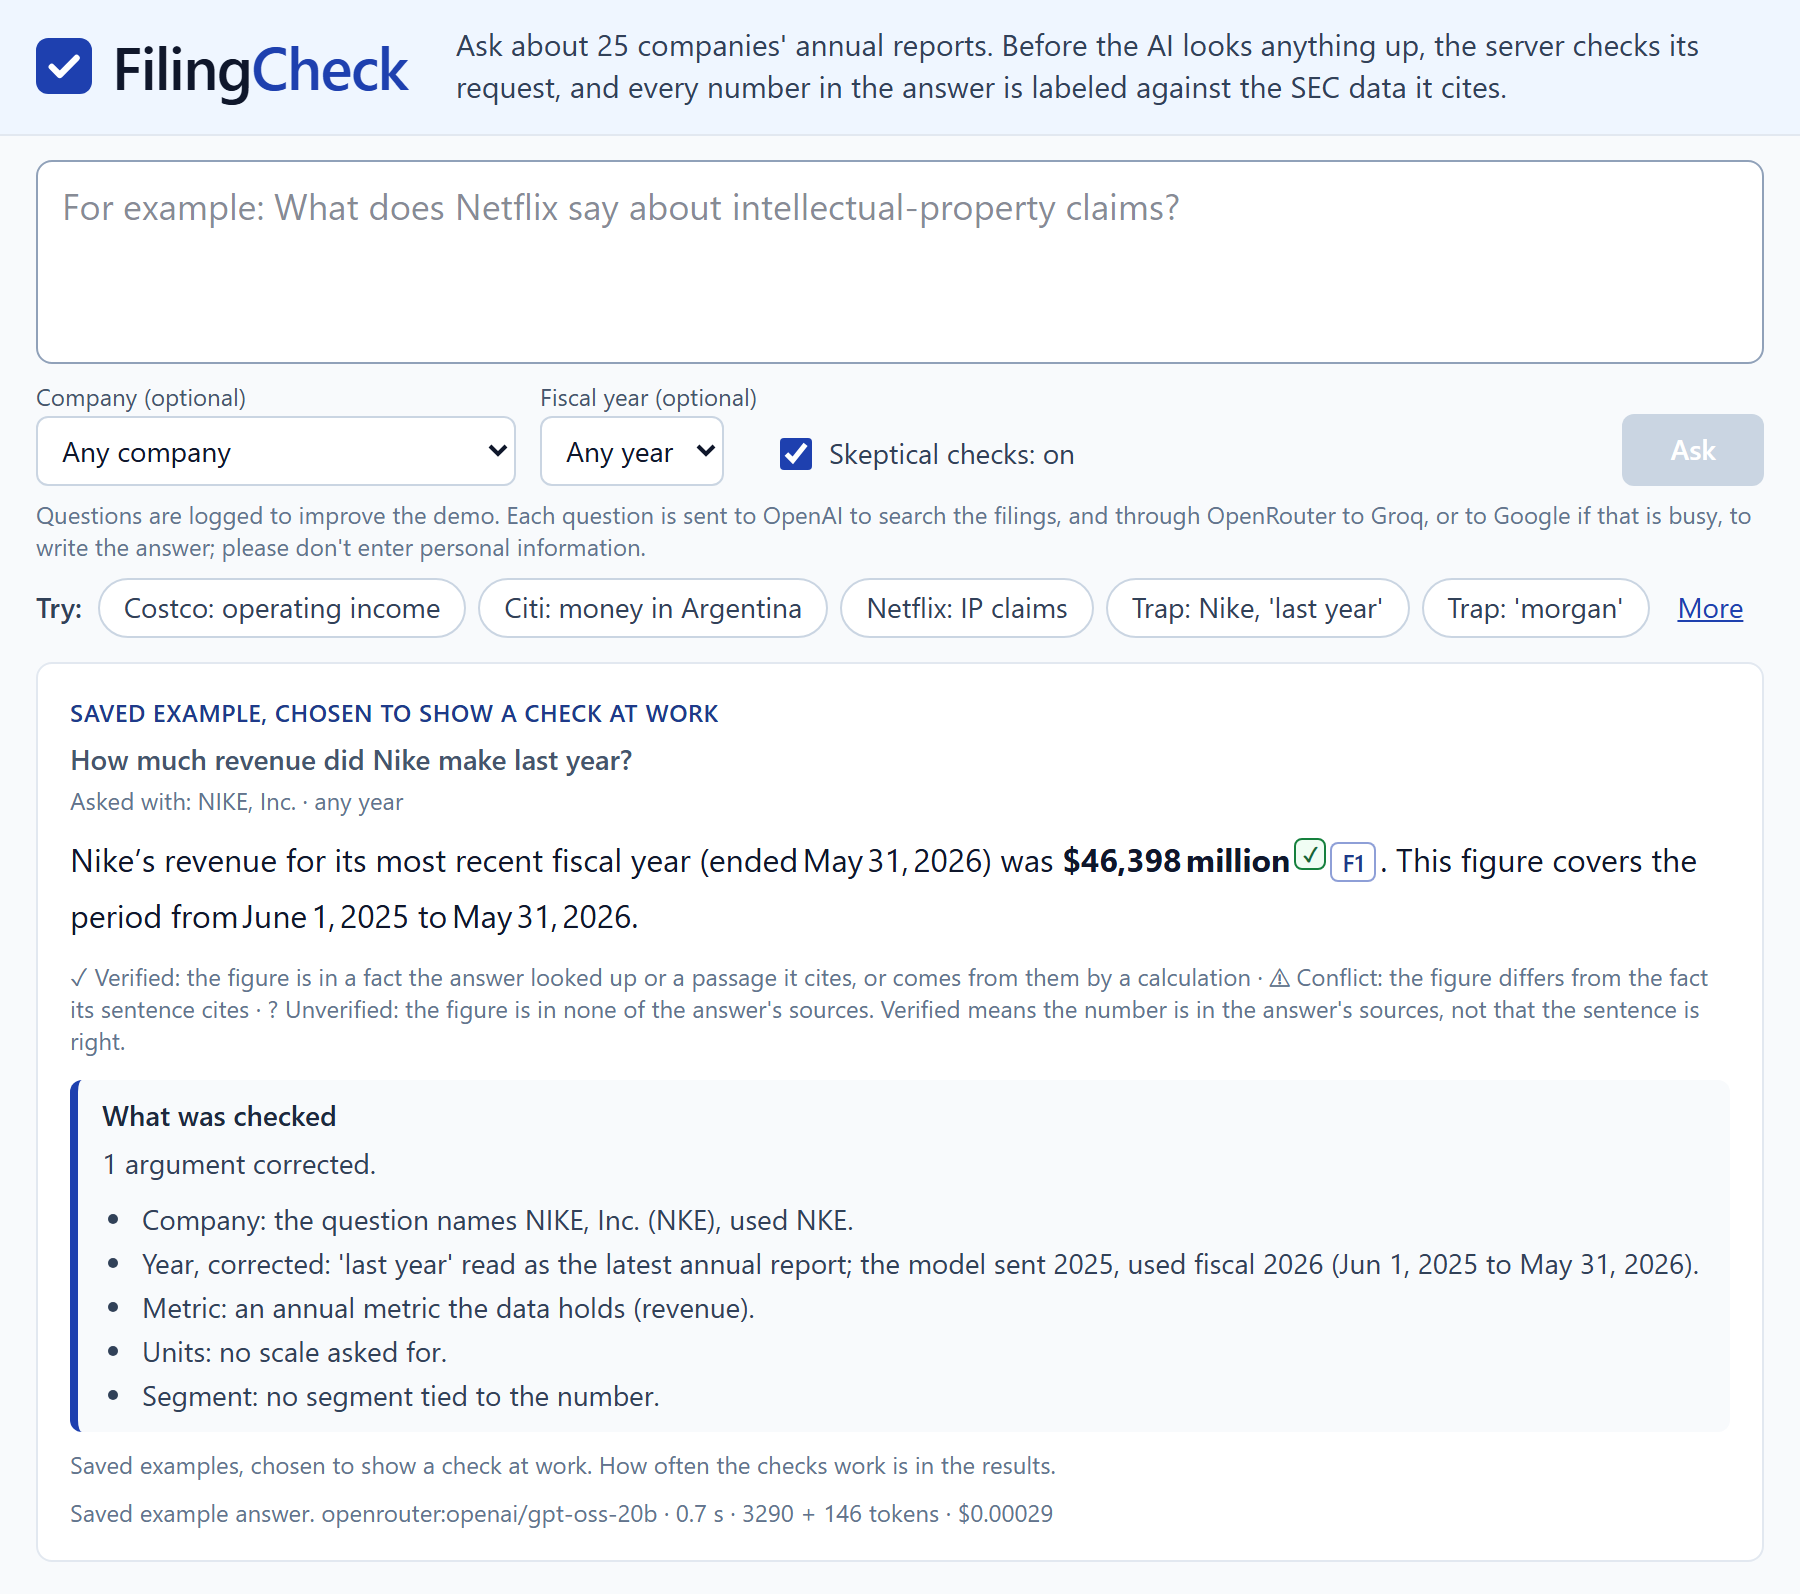 FilingCheck
Ask about 25 companies' annual reports. Before the AI looks anything up, the server checks its
request, and every number in the answer is labeled against the SEC data it cites.
For example: What does Netflix say about intellectual-property claims?
Company (optional)
Fiscal year (optional)
Any company
Any year
Skeptical checks: on
Ask
Questions are logged to improve the demo. Each question is sent to OpenAI to search the filings, and through OpenRouter to Groq, or to Google if that is busy, to
write the answer; please don't enter personal information.
Try:
Costco: operating income
Citi: money in Argentina
Netflix: IP claims
Trap: Nike, 'last year'
Trap: 'morgan'
More
SAVED EXAMPLE, CHOSEN TO SHOW A CHECK AT WORK
How much revenue did Nike make last year?
Asked with: NIKE, Inc. · any year
Nike’s revenue for its most recent fiscal year (ended May 31, 2026) was $46,398 million ✓ F1 . This figure covers the
period from June 1, 2025 to May 31, 2026.
✓ Verified: the figure is in a fact the answer looked up or a passage it cites, or comes from them by a calculation · ⚠ Conflict: the figure differs from the fact
its sentence cites · ? Unverified: the figure is in none of the answer's sources. Verified means the number is in the answer's sources, not that the sentence is
right.
What was checked
1 argument corrected.
• Company: the question names NIKE, Inc. (NKE), used NKE.
• Year, corrected: 'last year' read as the latest annual report; the model sent 2025, used fiscal 2026 (Jun 1, 2025 to May 31, 2026).
• Metric: an annual metric the data holds (revenue).
• Units: no scale asked for.
• Segment: no segment tied to the number.
Saved examples, chosen to show a check at work. How often the checks work is in the results.
Saved example answer. openrouter:openai/gpt-oss-20b · 0.7 s · 3290 + 146 tokens · $0.00029